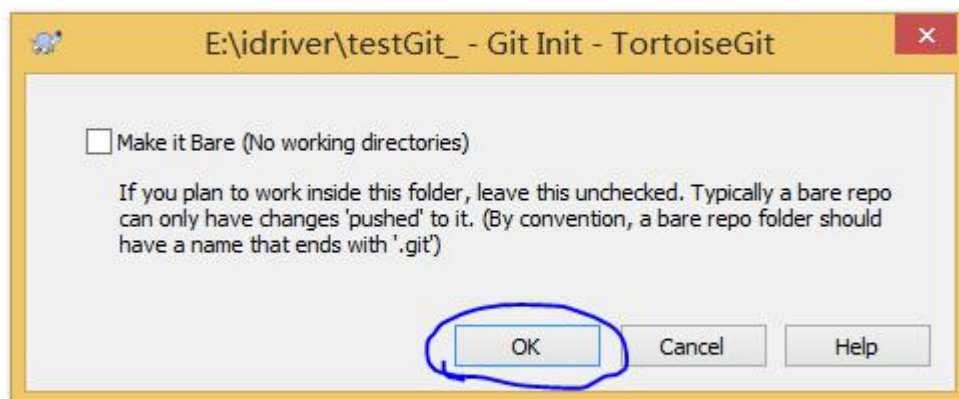 E:\idriver\testGit_ - Git Init - TortoiseGit
Make it Bare (No working directories)
If you plan to work inside this folder, leave this unchecked. Typically a bare repo
can only have changes 'pushed' to it. (By convention, a bare repo folder should
have a name that ends with '.git')
OK Cancel Help